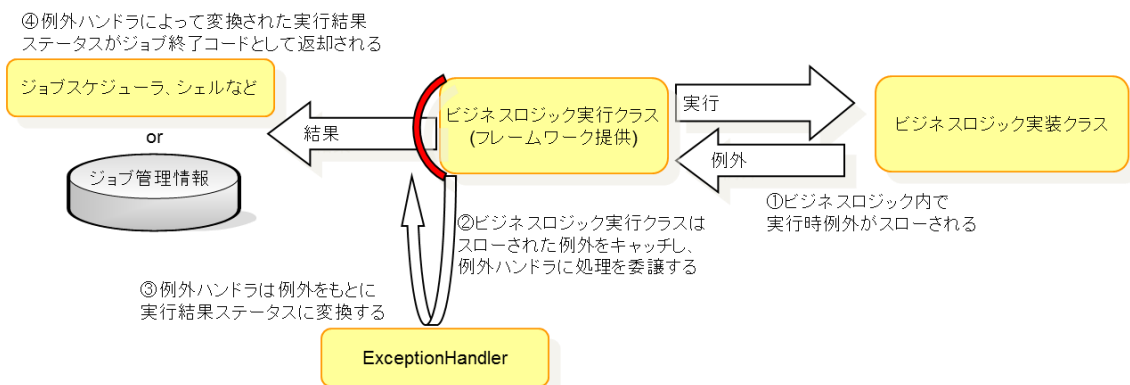 ④例外ハンドラによって変換された実行結果
ステータスがジョブ終了コードとして返却される
ジョブスケジューラ、シェルなど
or
ジョブ管理情報
結果
ビジネスロジック実行クラス
(フレームワーク提供)
実行
例外
ビジネスロジック実装クラス
①ビジネスロジック内で
実行時例外がスローされる
②ビジネスロジック実行クラスは
スローされた例外をキャッチし、
例外ハンドラに処理を委譲する
③例外ハンドラは例外をもとに
実行結果ステータスに変換する
ExceptionHandler